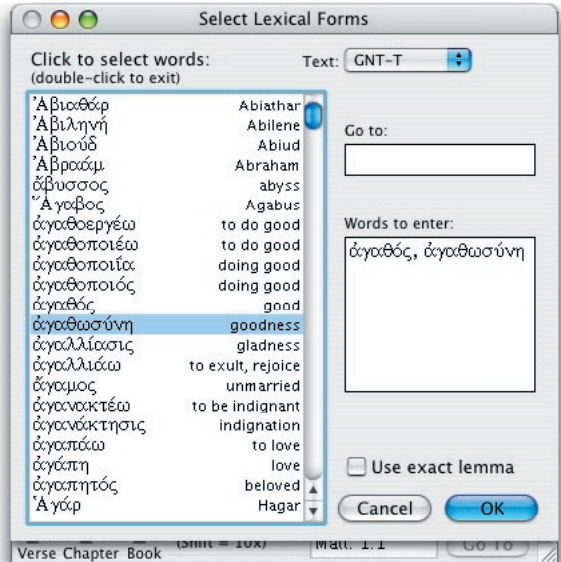 Select Lexical Forms
Click to select words:
(double-click to exit)
Text: GNT-T
Ἀβιαθάρ Abiathar
Ἀβιληνή Abilene
Ἀβιούδ Abiud
Ἀβραάμ Abraham
ἄβυσσος abyss
Ἄγαβος Agabus
ἀγαθοεργέω to do good
ἀγαθοποιέω to do good
ἀγαθοποιΐα doing good
ἀγαθοποιός doing good
ἀγαθός good
ἀγαθωσύνη goodness
ἀγαλλίασις gladness
ἀγαλλιάω to exult, rejoice
ἄγαμος unmarried
ἀγανακτέω to be indignant
ἀγανάκτησις indignation
ἀγαπάω to love
ἀγάπη love
ἀγαπητός beloved
Ἁγάρ Hagar
Go to:
Words to enter:
ἀγαθός, ἀγαθωσύνη
Use exact lemma
Cancel OK
Verse Chapter Book (Shift = 10x) Matt. 1:1 Go To